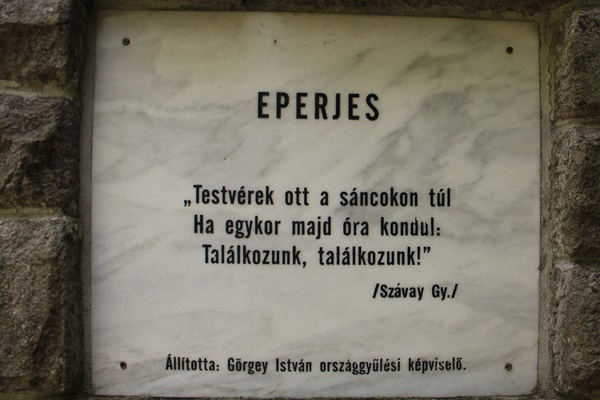 EPERJES
„Testvérek ott a sáncokon túl
Ha egykor majd óra kondul:
Találkozunk, találkozunk!”
/Szávay Gy./
Állította: Görgey István országgyűlési képviselő.